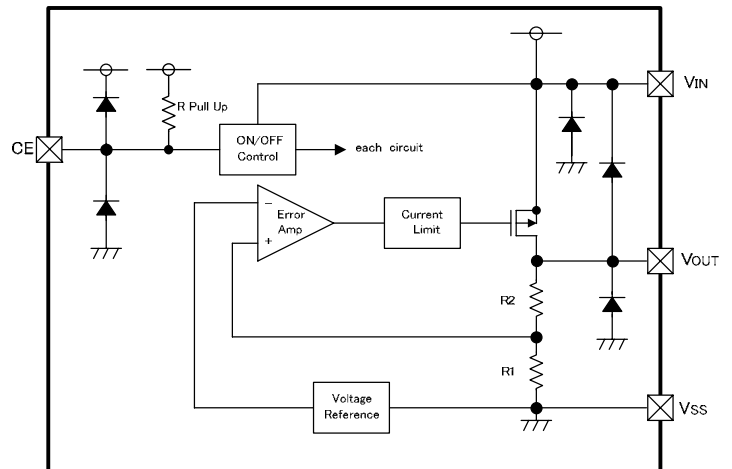 R Pull Up
VIN
CE
ON/OFF
Control
each circuit
−
Error
Amp
+
Current
Limit
VOUT
R2
R1
Voltage
Reference
VSS